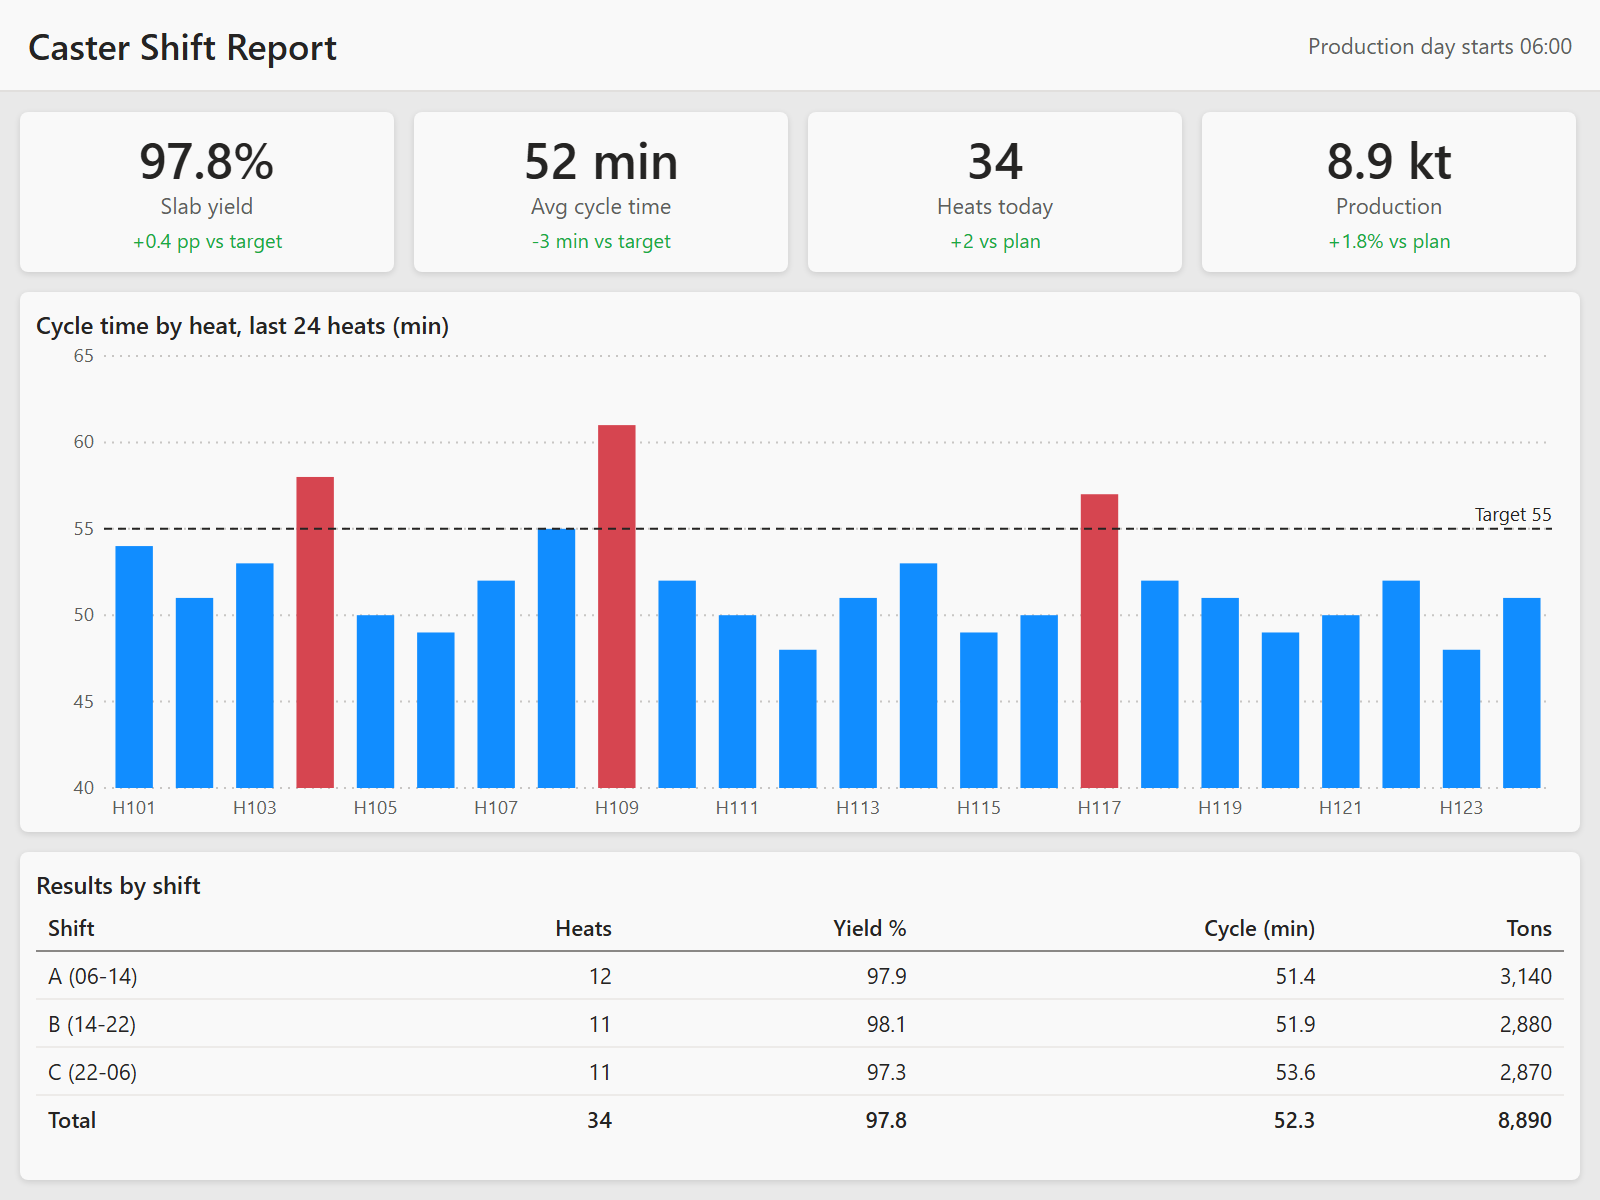 Caster Shift Report
Production day starts 06:00
97.8%
Slab yield
+0.4 pp vs target
52 min
Avg cycle time
-3 min vs target
34
Heats today
+2 vs plan
8.9 kt
Production
+1.8% vs plan
Cycle time by heat, last 24 heats (min)
65
60
55
50
45
40
Target 55
H101 H103 H105 H107 H109 H111 H113 H115 H117 H119 H121 H123
Results by shift
Shift Heats Yield % Cycle (min) Tons
A (06-14) 12 97.9 51.4 3,140
B (14-22) 11 98.1 51.9 2,880
C (22-06) 11 97.3 53.6 2,870
Total 34 97.8 52.3 8,890